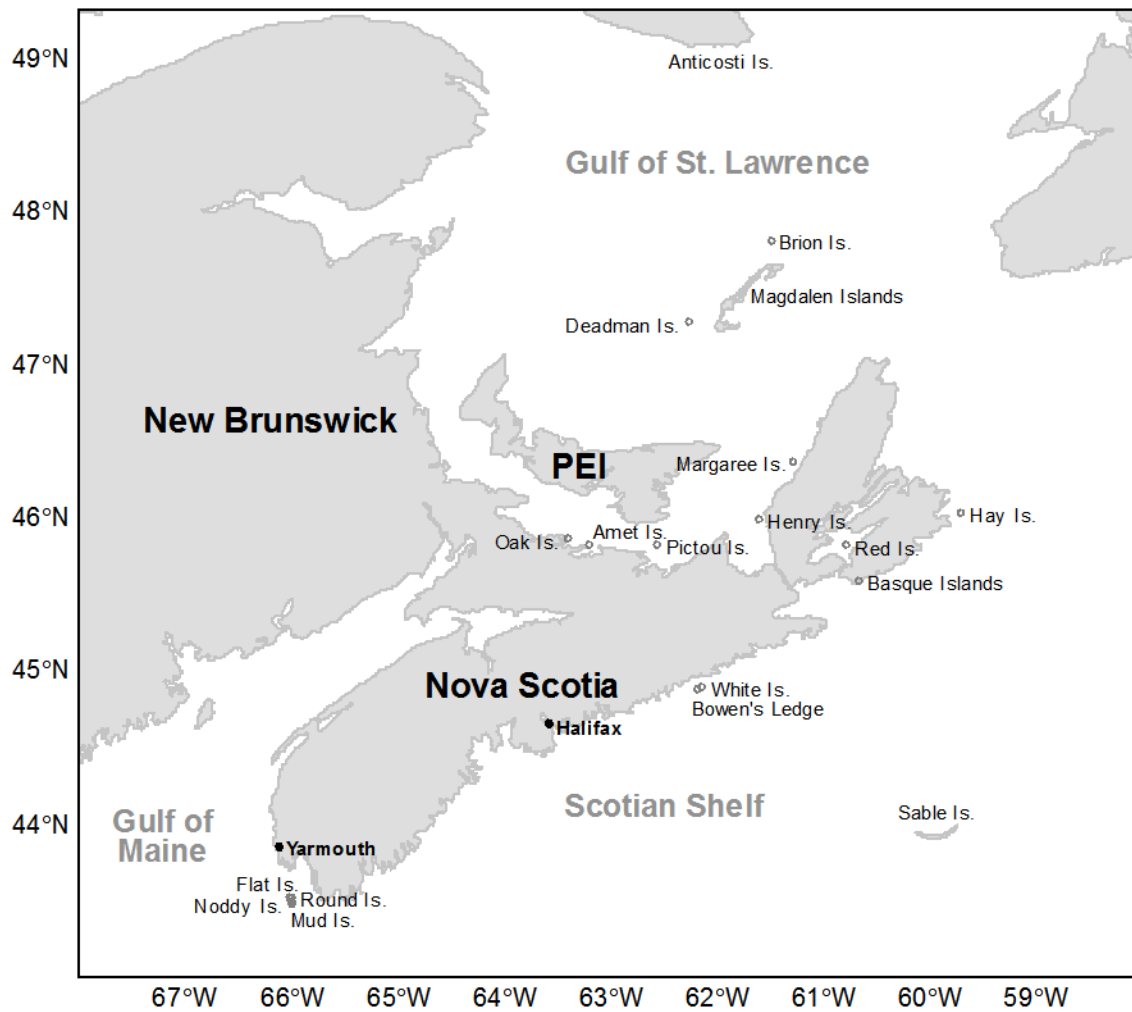 49°N
Anticosti Is.
Gulf of St. Lawrence
48°N
Brion Is.
Magdalen Islands
Deadman Is.
47°N
New Brunswick
PEI
Margaree Is.
46°N
Hay Is.
Henry Is.
Amet Is.
Oak Is.
Pictou Is.
Red Is.
Basque Islands
45°N
Nova Scotia
White Is.
Bowen's Ledge
Halifax
44°N
Gulf of
Maine
Scotian Shelf
Sable Is.
Yarmouth
Flat Is.
Round Is.
Noddy Is.
Mud Is.
67°W 66°W 65°W 64°W 63°W 62°W 61°W 60°W 59°W